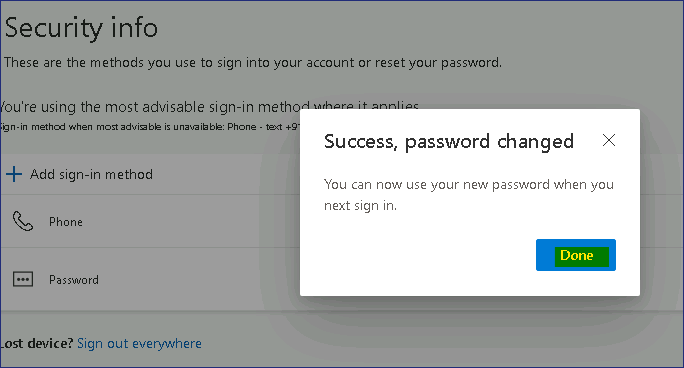 Security info
These are the methods you use to sign into your account or reset your password.
You're using the most advisable sign-in method where it applies
Sign-in method when most advisable is unavailable: Phone - text
Success, password changed
You can now use your new password when you
next sign in.
Done
Add sign-in method
Phone
Password
Lost device? Sign out everywhere